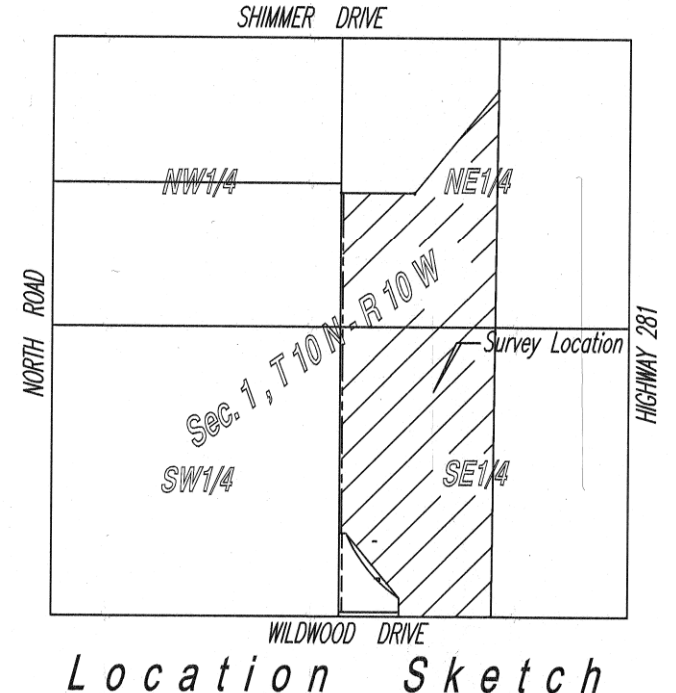 SHIMMER DRIVE
NW1/4
NE1/4
NORTH ROAD
Sec. 1 , T 10 N - R 10 W
Survey Location
HIGHWAY 281
SW1/4
SE1/4
WILDWOOD DRIVE
Location Sketch